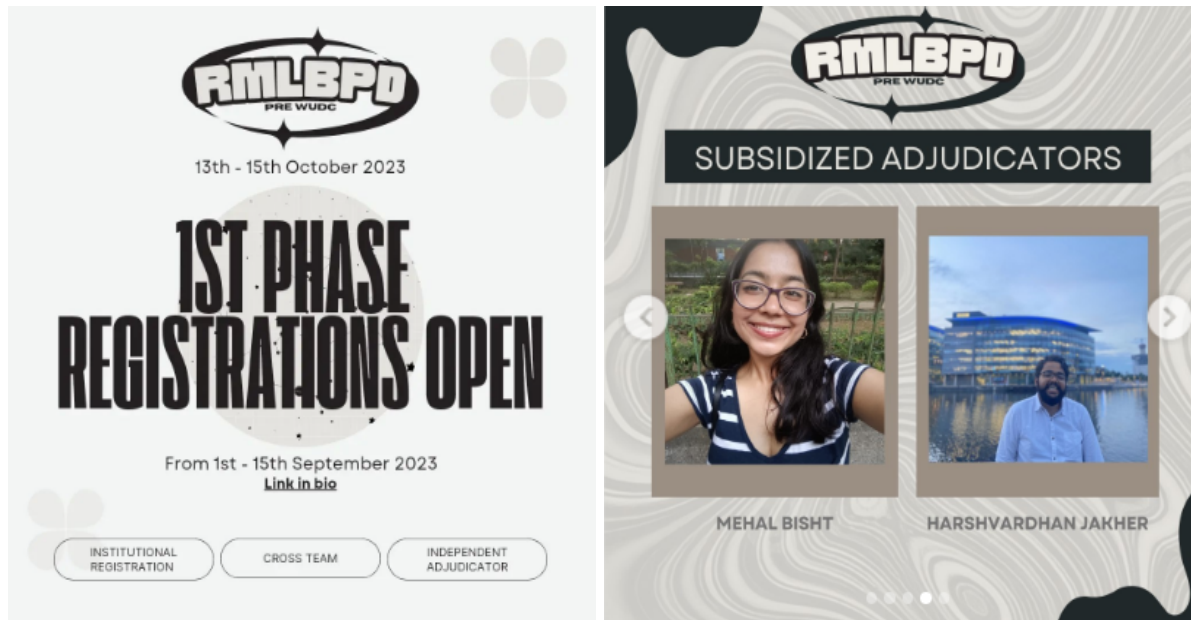 RMLBPD
PRE WUDC
13th - 15th October 2023
1ST PHASE
REGISTRATIONS OPEN
From 1st - 15th September 2023
Link in bio
INSTITUTIONAL
REGISTRATION
CROSS TEAM
INDEPENDENT
ADJUDICATOR
RMLBPD
PRE WUDC
SUBSIDIZED ADJUDICATORS
MEHAL BISHT
HARSHVARDHAN JAKHER